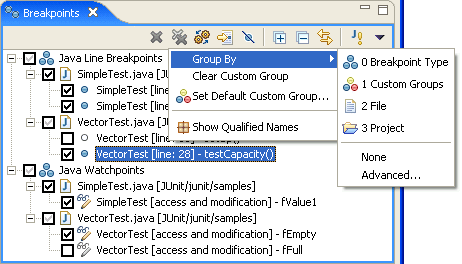 Breakpoints
Java Line Breakpoints
SimpleTest.java [JU
SimpleTest [line
SimpleTest [line
VectorTest.java [JU
VectorTest [line
VectorTest [line: 28] - testCapacity()
Java Watchpoints
SimpleTest.java [JUnit/junit/samples]
SimpleTest [access and modification] - fValue1
VectorTest.java [JUnit/junit/samples]
VectorTest [access and modification] - fEmpty
VectorTest [access and modification] - fFull
Group By
Clear Custom Group
Set Default Custom Group...
Show Qualified Names
0 Breakpoint Type
1 Custom Groups
2 File
3 Project
None
Advanced...